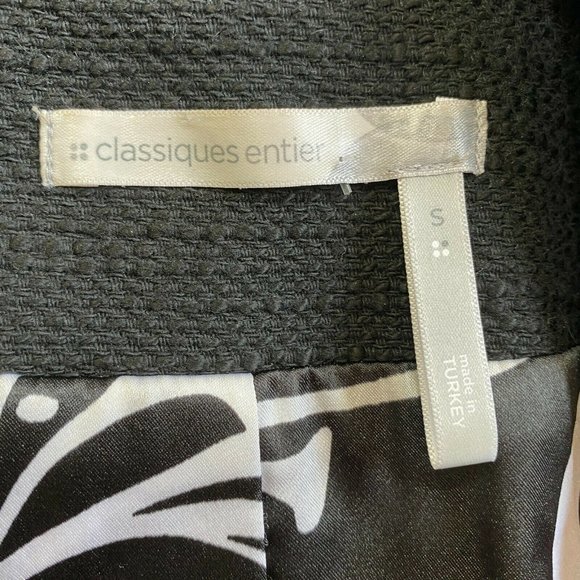 classiques entier
S
made in
TURKEY